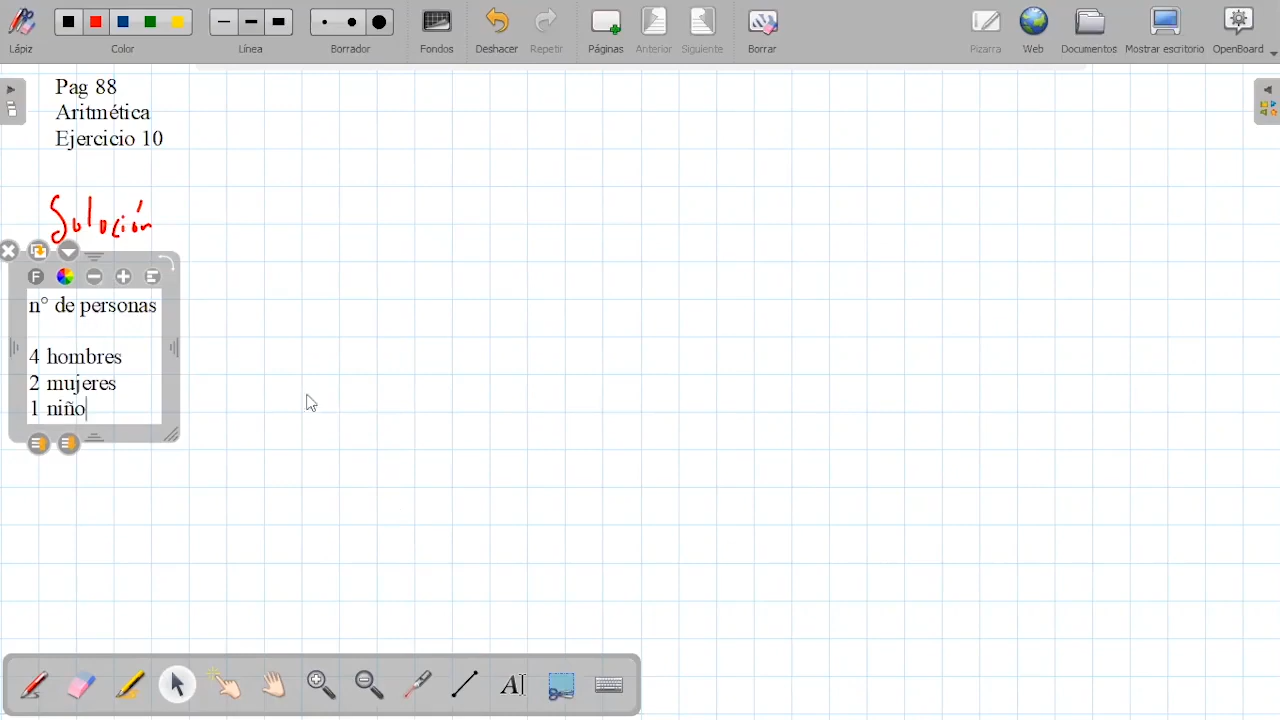 Lápiz
Color
Línea
Borrador
Fondos
Deshacer
Repetir
Páginas
Anterior
Siguiente
Borrar
Pizarra
Web
Documentos
Mostrar escritorio
OpenBoard
Pag 88
Aritmética
Ejercicio 10
Solución
F
n° de personas
4 hombres
2 mujeres
1 niño
A